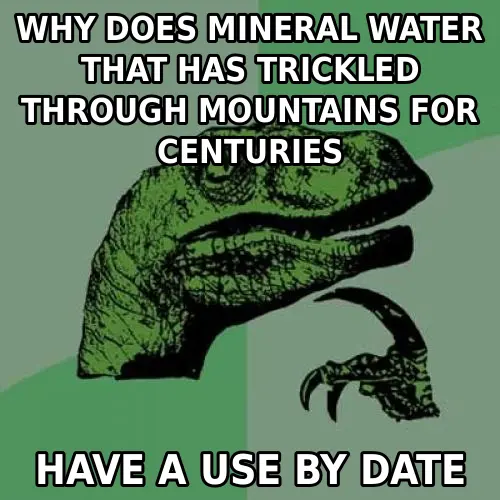 WHY DOES MINERAL WATER
THAT HAS TRICKLED
THROUGH MOUNTAINS FOR
CENTURIES
HAVE A USE BY DATE